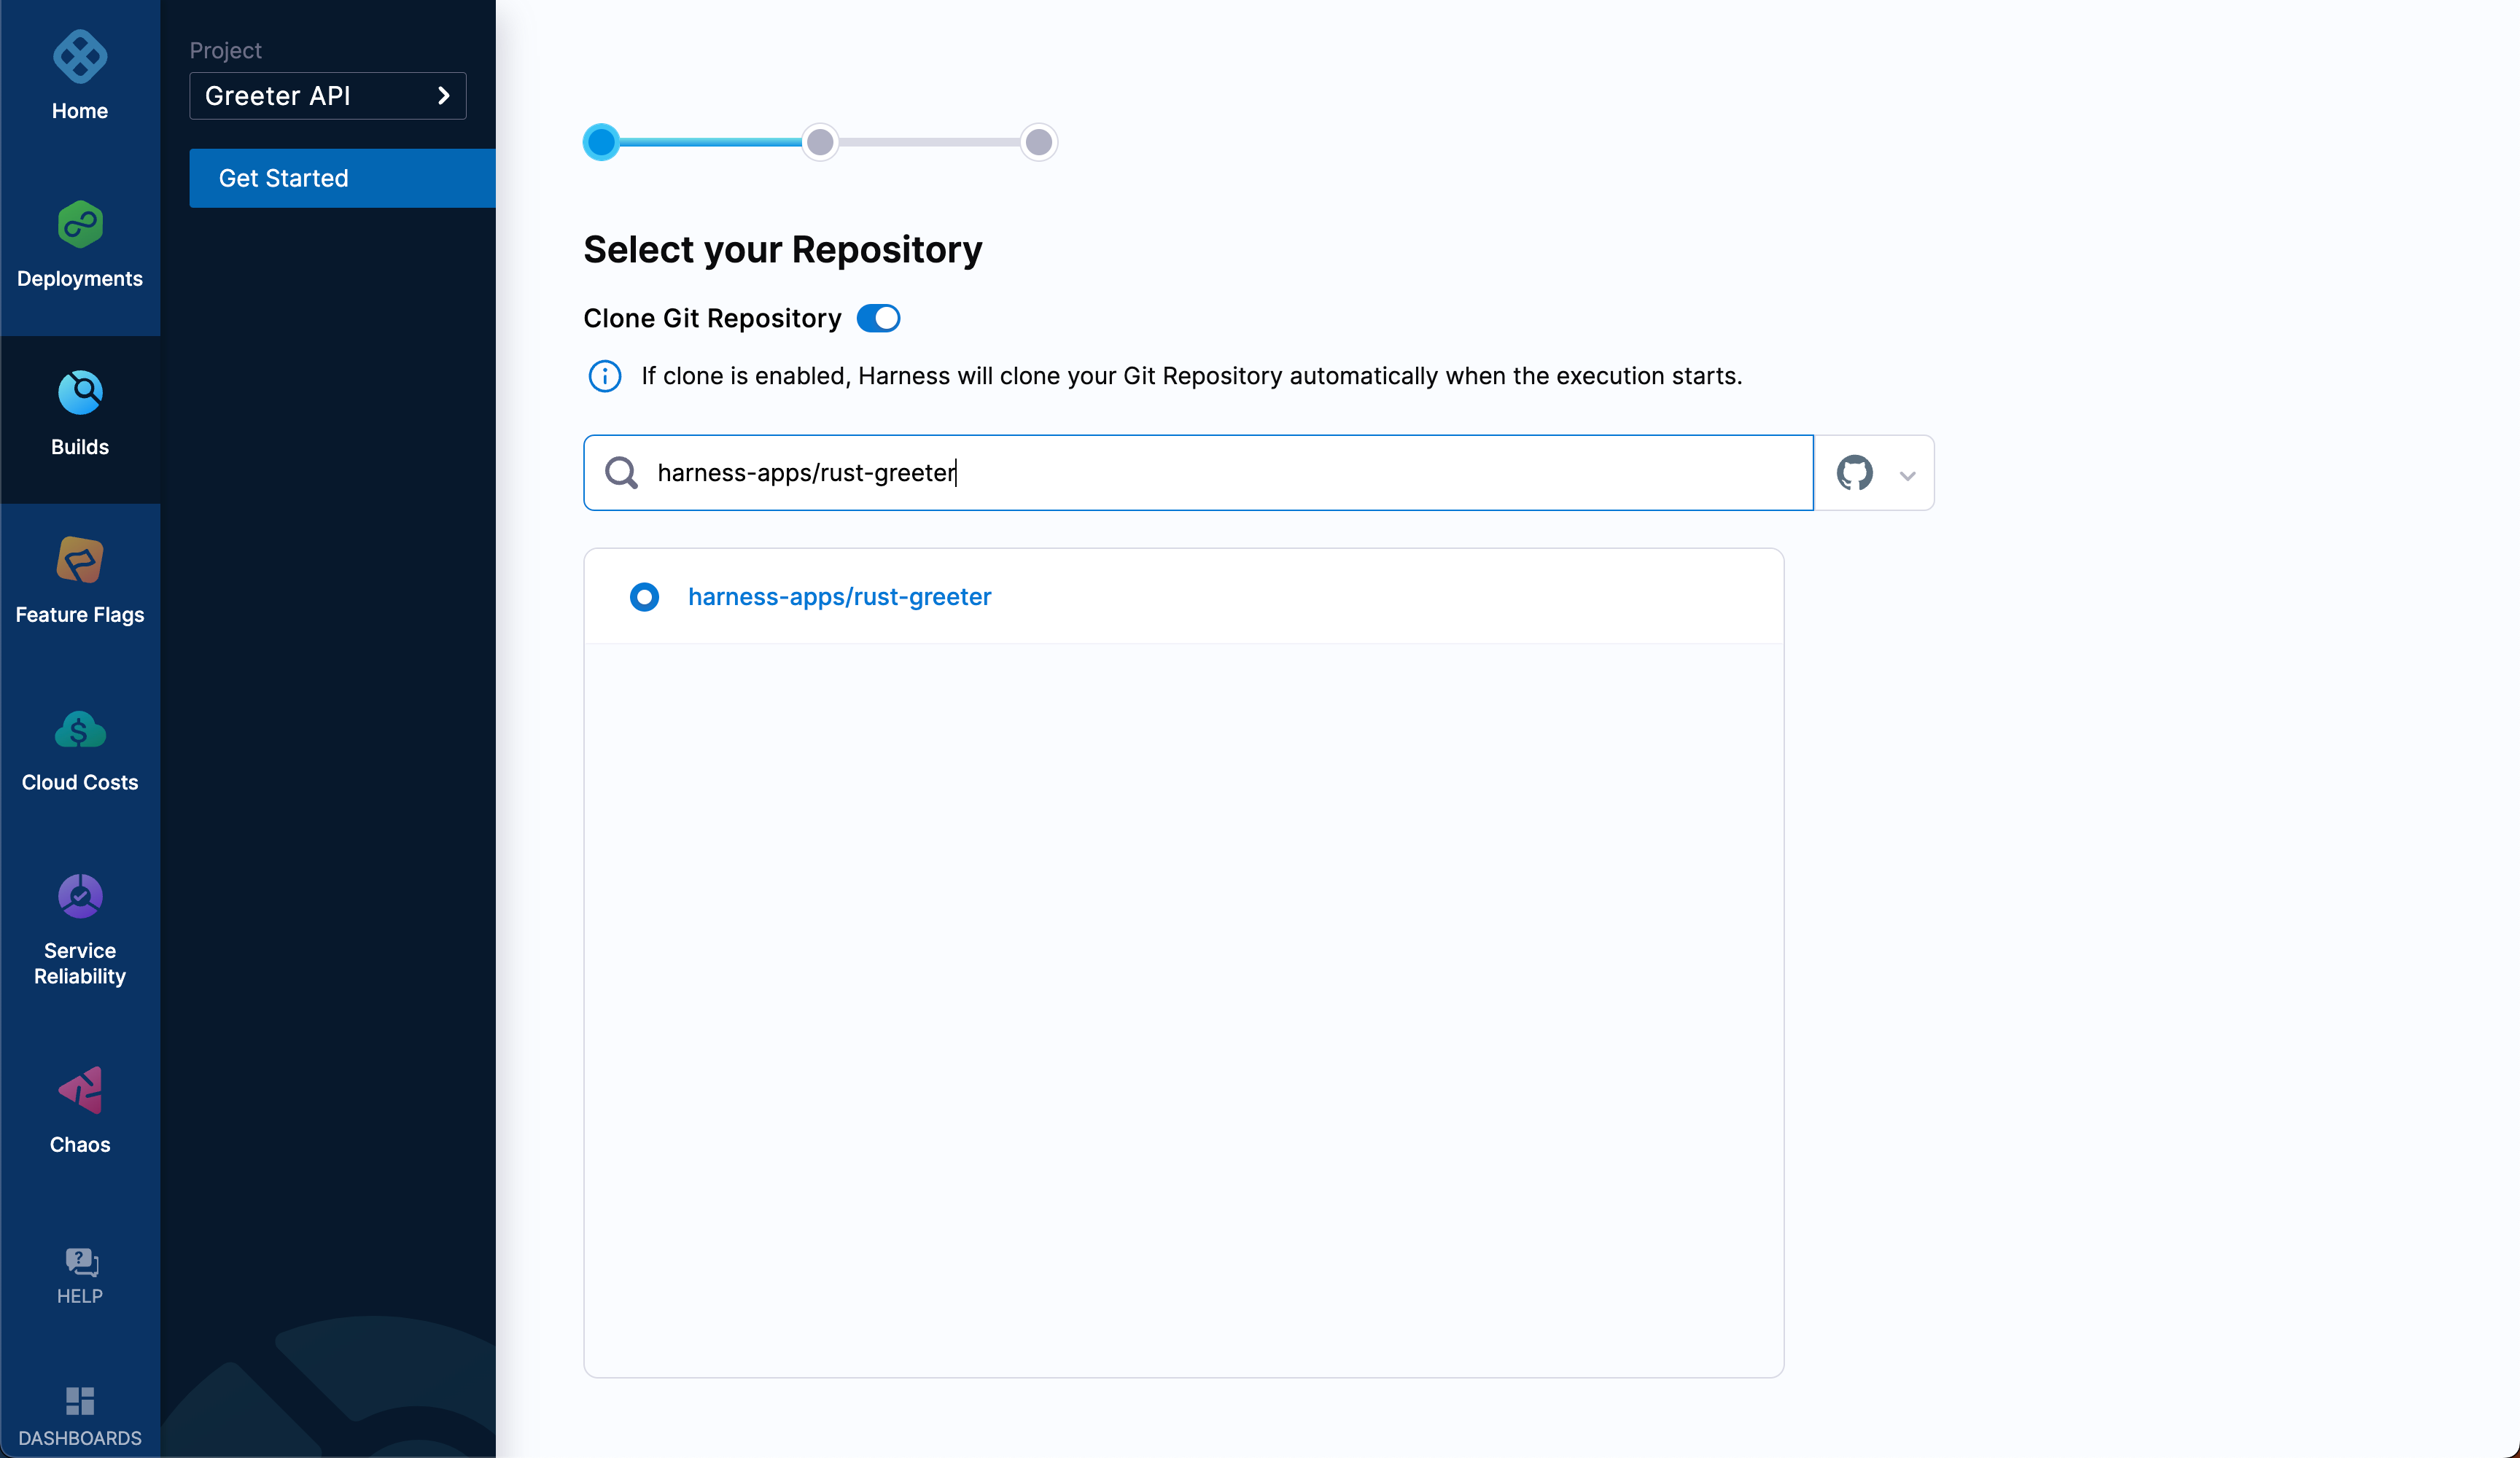 Home
Deployments
Builds
Feature Flags
Cloud Costs
Service
Reliability
Chaos
HELP
DASHBOARDS
Project
Greeter API
Get Started
Select your Repository
Clone Git Repository
If clone is enabled, Harness will clone your Git Repository automatically when the execution starts.
harness-apps/rust-greeter
harness-apps/rust-greeter